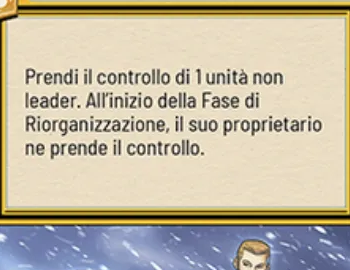 Prendi il controllo di 1 unità non
leader. All'inizio della Fase di
Riorganizzazione, il suo proprietario
ne prende il controllo.